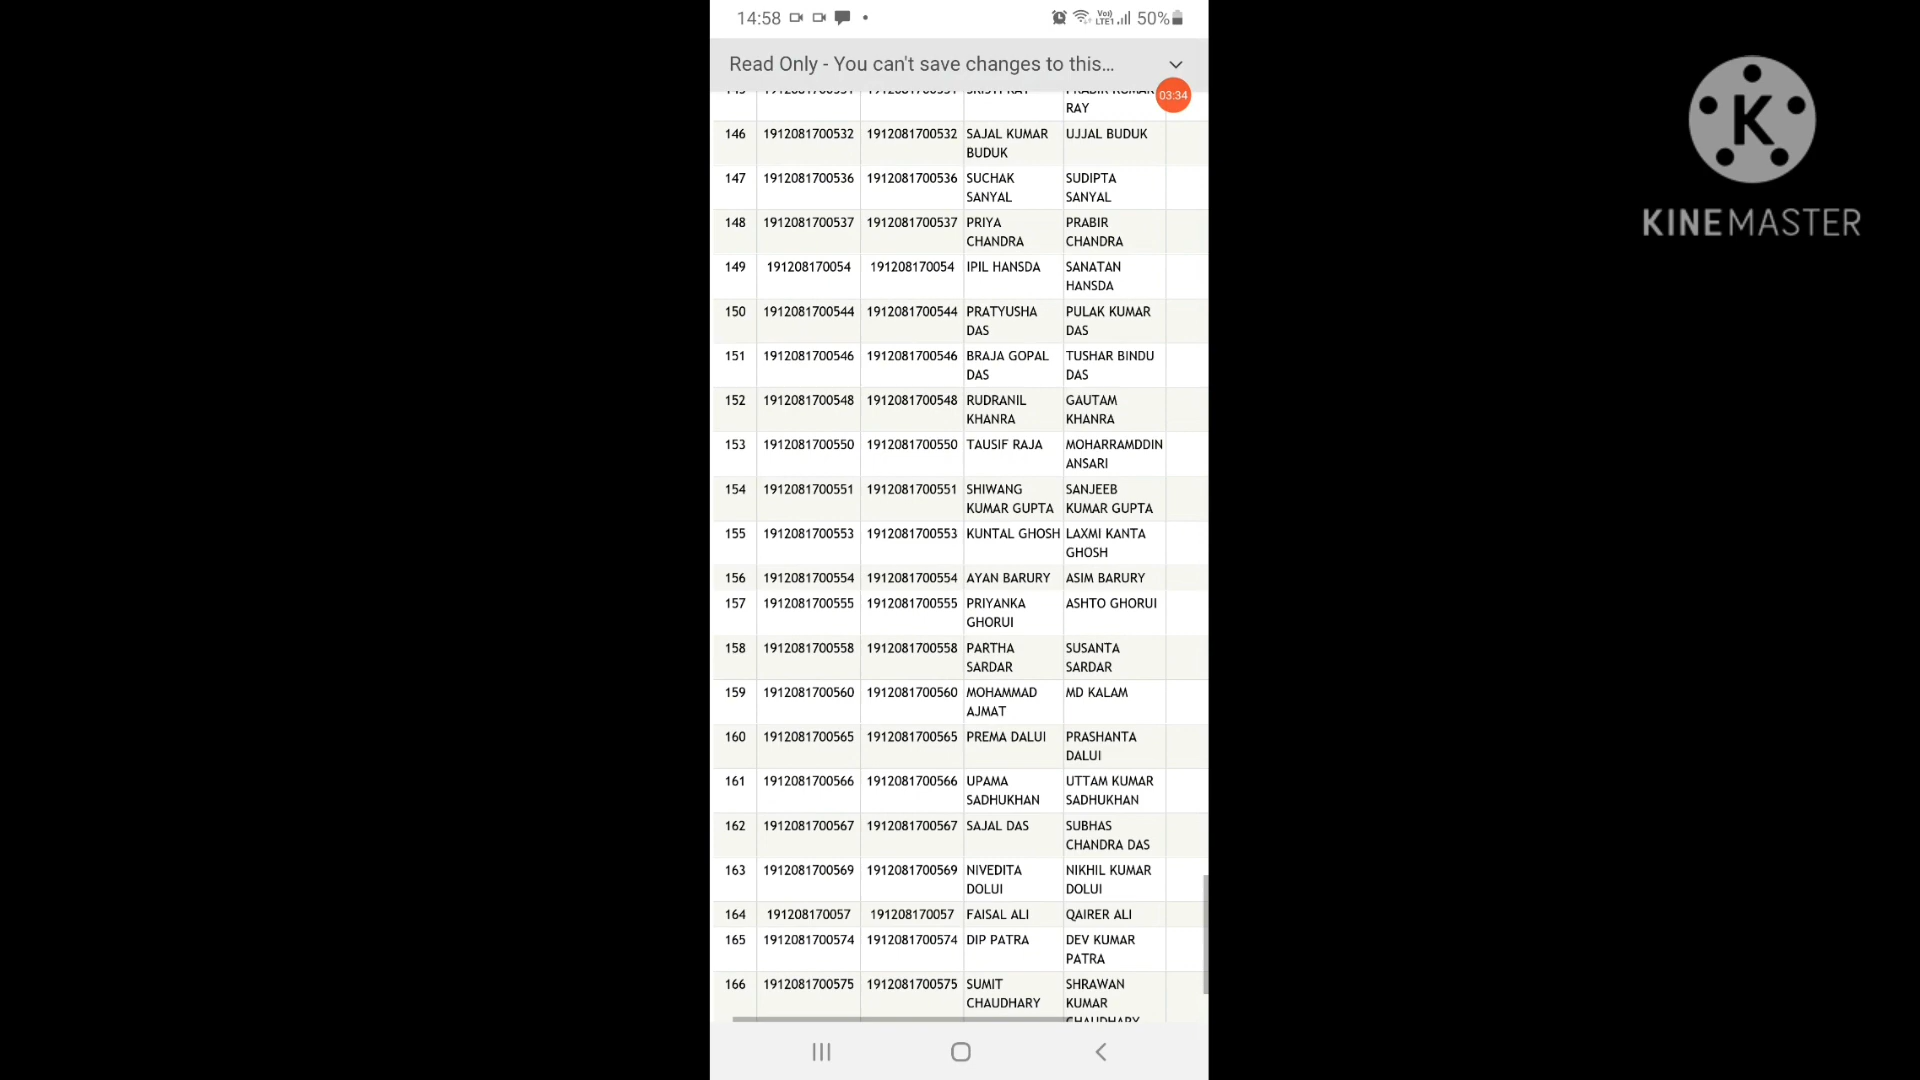 14:58 50%
Read Only - You can't save changes to this...
03:34
RAY
146 1912081700532 1912081700532 SAJAL KUMAR BUDUK UJJAL BUDUK
147 1912081700536 1912081700536 SUCHAK SANYAL SUDIPTA SANYAL
148 1912081700537 1912081700537 PRIYA CHANDRA PRABIR CHANDRA
149 191208170054 191208170054 IPIL HANSDA SANATAN HANSDA
150 1912081700544 1912081700544 PRATYUSHA DAS PULAK KUMAR DAS
151 1912081700546 1912081700546 BRAJA GOPAL DAS TUSHAR BINDU DAS
152 1912081700548 1912081700548 RUDRANIL KHANRA GAUTAM KHANRA
153 1912081700550 1912081700550 TAUSIF RAJA MOHARRAMDDIN ANSARI
154 1912081700551 1912081700551 SHIWANG KUMAR GUPTA SANJEEB KUMAR GUPTA
155 1912081700553 1912081700553 KUNTAL GHOSH LAXMI KANTA GHOSH
156 1912081700554 1912081700554 AYAN BARURY ASIM BARURY
157 1912081700555 1912081700555 PRIYANKA GHORUI ASHTO GHORUI
158 1912081700558 1912081700558 PARTHA SARDAR SUSANTA SARDAR
159 1912081700560 1912081700560 MOHAMMAD AJMAT MD KALAM
160 1912081700565 1912081700565 PREMA DALUI PRASHANTA DALUI
161 1912081700566 1912081700566 UPAMA SADHUKHAN UTTAM KUMAR SADHUKHAN
162 1912081700567 1912081700567 SAJAL DAS SUBHAS CHANDRA DAS
163 1912081700569 1912081700569 NIVEDITA DOLUI NIKHIL KUMAR DOLUI
164 191208170057 191208170057 FAISAL ALI QAIRER ALI
165 1912081700574 1912081700574 DIP PATRA DEV KUMAR PATRA
166 1912081700575 1912081700575 SUMIT CHAUDHARY SHRAWAN KUMAR CHAUDHARY
K
KINEMASTER